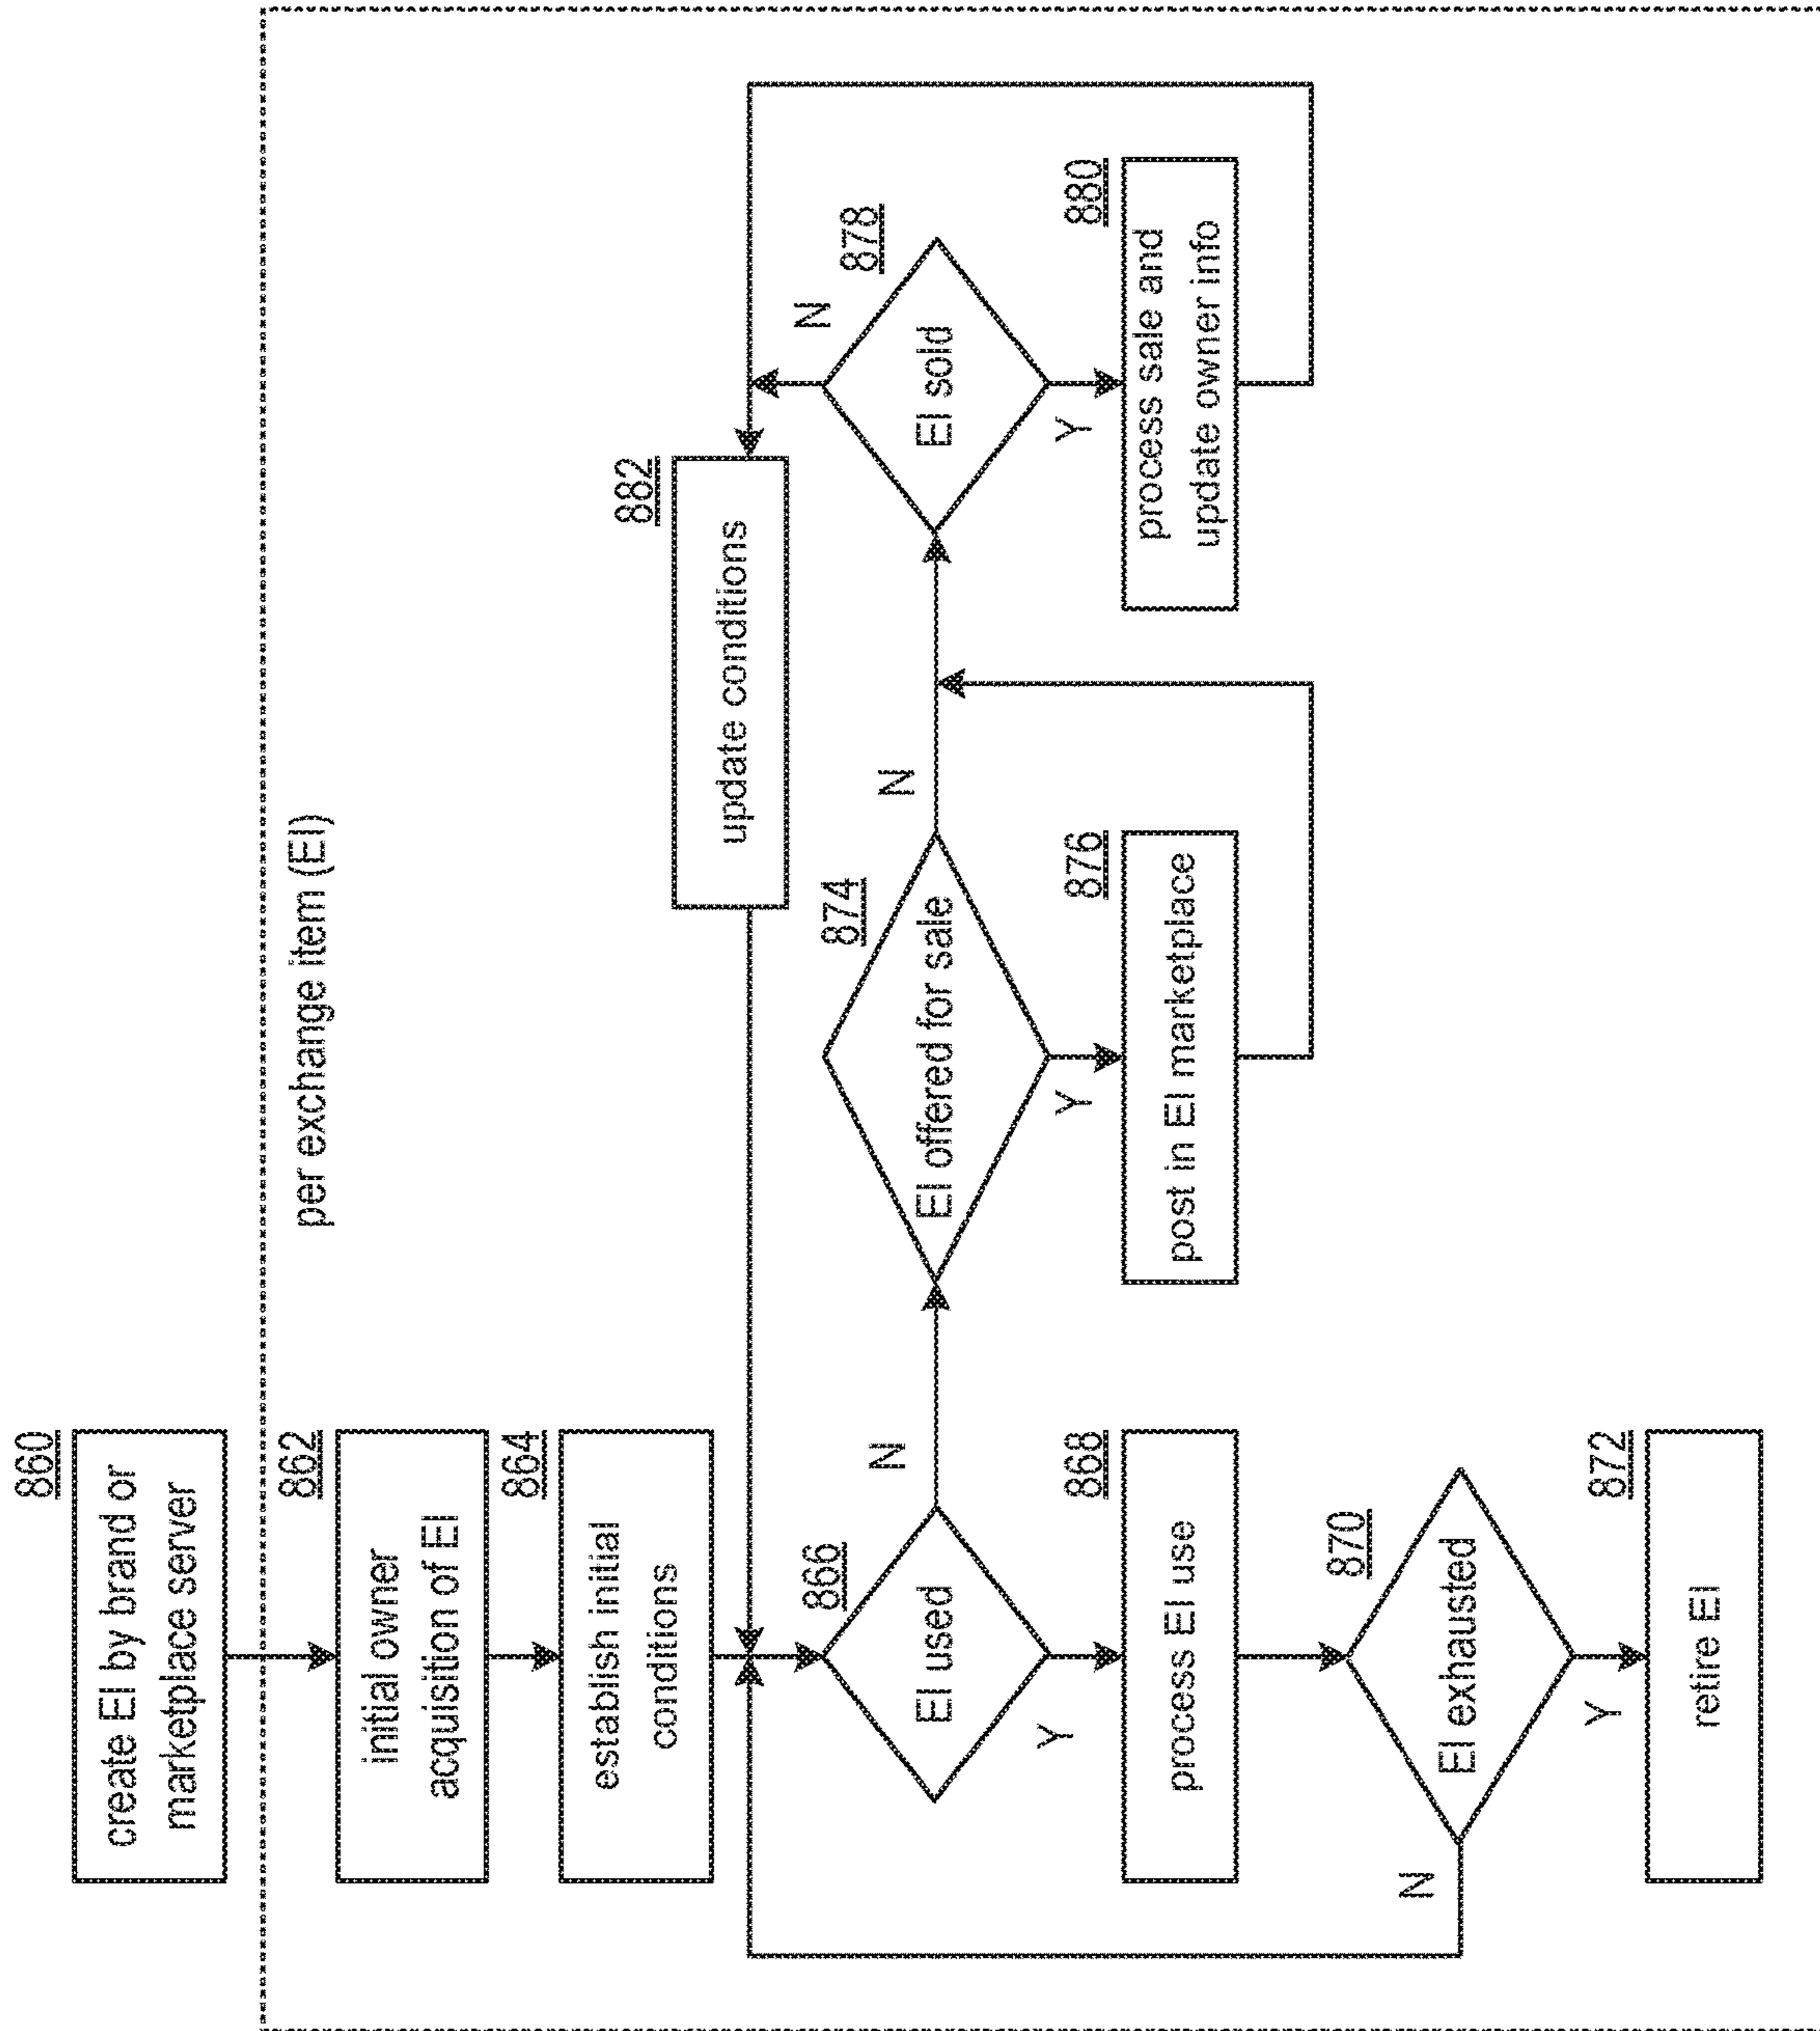 860
create EI by brand or
marketplace server
per exchange item (EI)
862
initial owner
acquisition of EI
864
establish initial
conditions
882
update conditions
866
EI used
N
Y
874
EI offered for sale
N
Y
878
EI sold
N
Y
868
process EI use
876
post in EI marketplace
880
process sale and
update owner info
870
EI exhausted
N
Y
872
retire EI